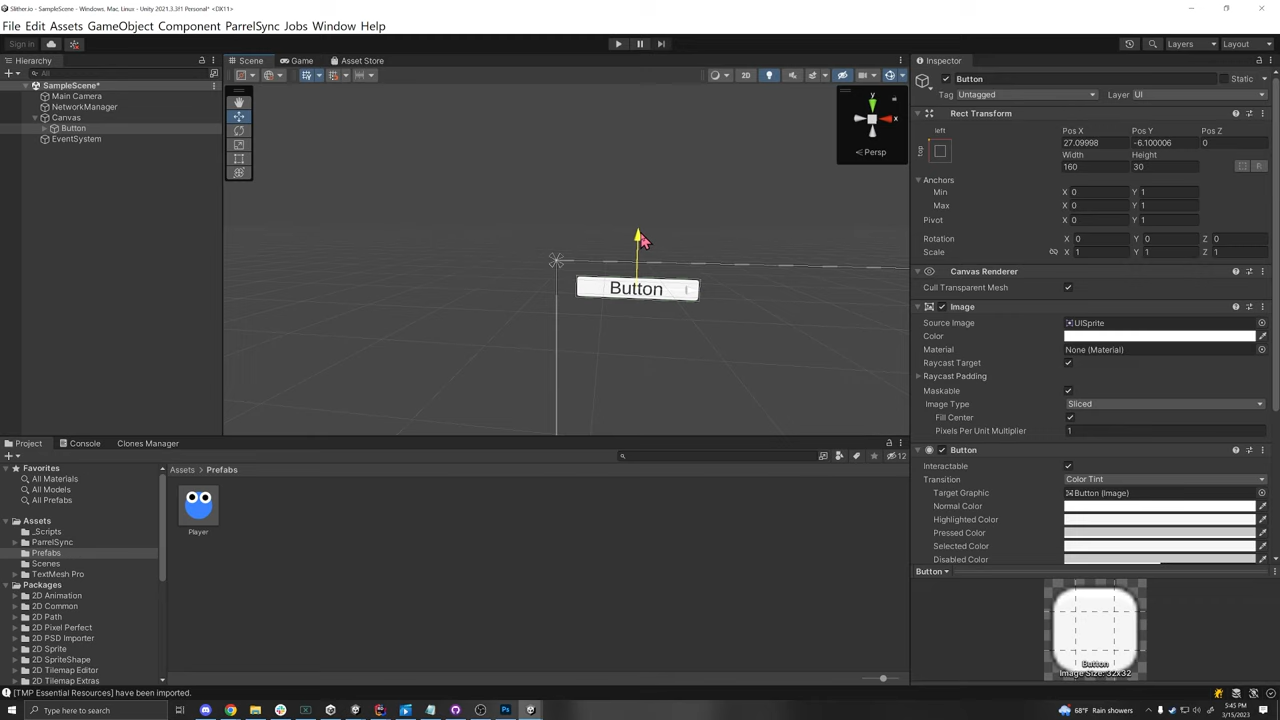 Slither.io - SampleScene - Windows, Mac, Linux - Unity 2021.3.3f1 Personal* <DX11>
File Edit Assets GameObject Component ParrelSync Jobs Window Help
Sign in
Layers
Layout
Hierarchy
All
SampleScene*
Main Camera
NetworkManager
Canvas
Button
EventSystem
Scene
Game
Asset Store
2D
y
x
Persp
Button
Inspector
Button
Static
Tag Untagged
Layer UI
Rect Transform
left
top
Pos X Pos Y Pos Z
27.09998 -6.100006 0
Width Height
160 30
R
Anchors
Min X 0 Y 1
Max X 0 Y 1
Pivot X 0 Y 1
Rotation X 0 Y 0 Z 0
Scale X 1 Y 1 Z 1
Canvas Renderer
Cull Transparent Mesh
Image
Source Image UISprite
Color
Material None (Material)
Raycast Target
Raycast Padding
Maskable
Image Type Sliced
Fill Center
Pixels Per Unit Multiplier 1
Button
Interactable
Transition Color Tint
Target Graphic Button (Image)
Normal Color
Highlighted Color
Pressed Color
Selected Color
Disabled Color
Button
Button
Image Size: 32x32
Project
Console
Clones Manager
12
Favorites
All Materials
All Models
All Prefabs
Assets
_Scripts
ParrelSync
Prefabs
Scenes
TextMesh Pro
Packages
2D Animation
2D Common
2D Path
2D Pixel Perfect
2D PSD Importer
2D Sprite
2D SpriteShape
2D Tilemap Editor
2D Tilemap Extras
Assets > Prefabs
Player
[TMP Essential Resources] have been imported.
Type here to search
68°F Rain showers
5:45 PM
3/15/2023